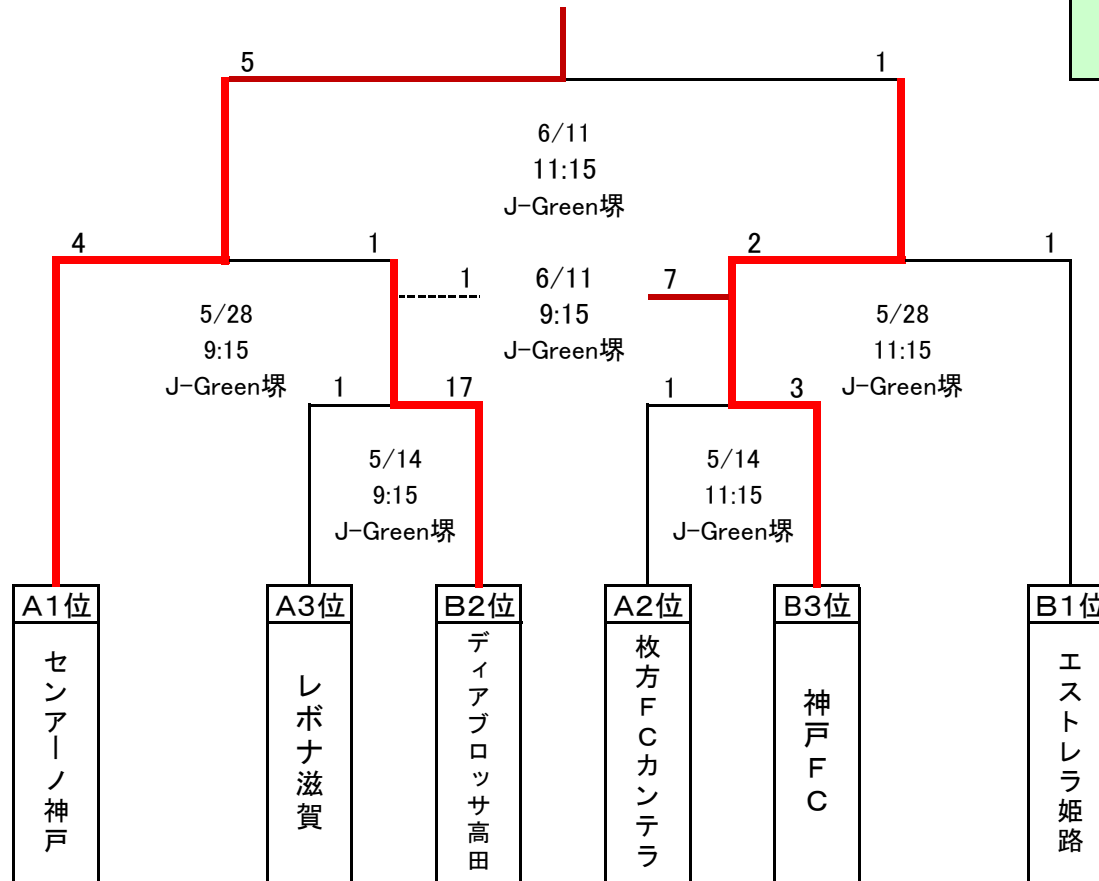 5
1
6/11
11:15
J-Green堺
4
1
2
1
1
6/11
9:15
J-Green堺
7
5/28
9:15
J-Green堺
5/28
11:15
J-Green堺
1
17
1
3
5/14
9:15
J-Green堺
5/14
11:15
J-Green堺
A1位
A3位
B2位
A2位
B3位
B1位
センアーノ神戸
レボナ滋賀
ディアブロッサ高田
枚方FCカンテラ
神戸FC
エストレラ姫路